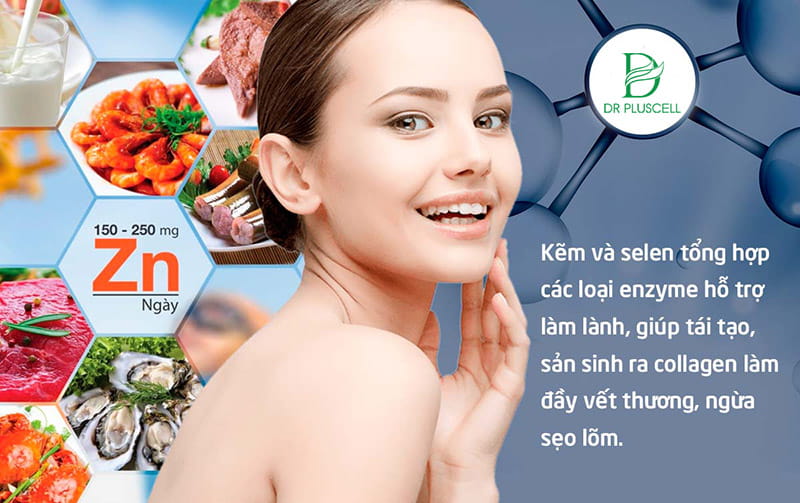 DR PLUSCELL
150 - 250 mg
Zn
Ngày
Kẽm và selen tổng hợp
các loại enzyme hỗ trợ
làm lành, giúp tái tạo,
sản sinh ra collagen làm
đầy vết thương, ngừa
sẹo lõm.